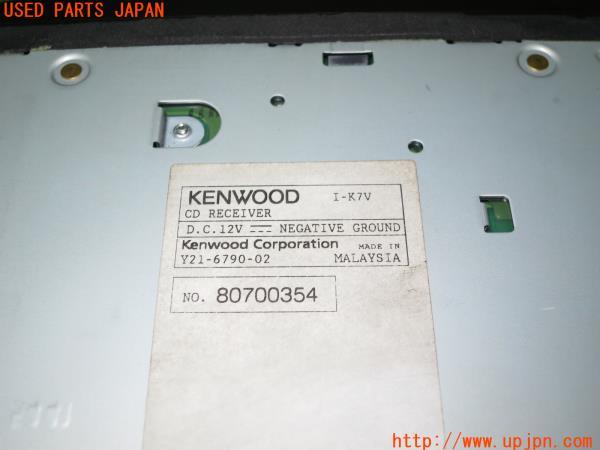 USED PARTS JAPAN
KENWOOD I-K7V
CD RECEIVER
D.C.12V ⎓ NEGATIVE GROUND
Kenwood Corporation MADE IN
Y21-6790-02 MALAYSIA
NO. 80700354
http://www.upjpn.com/